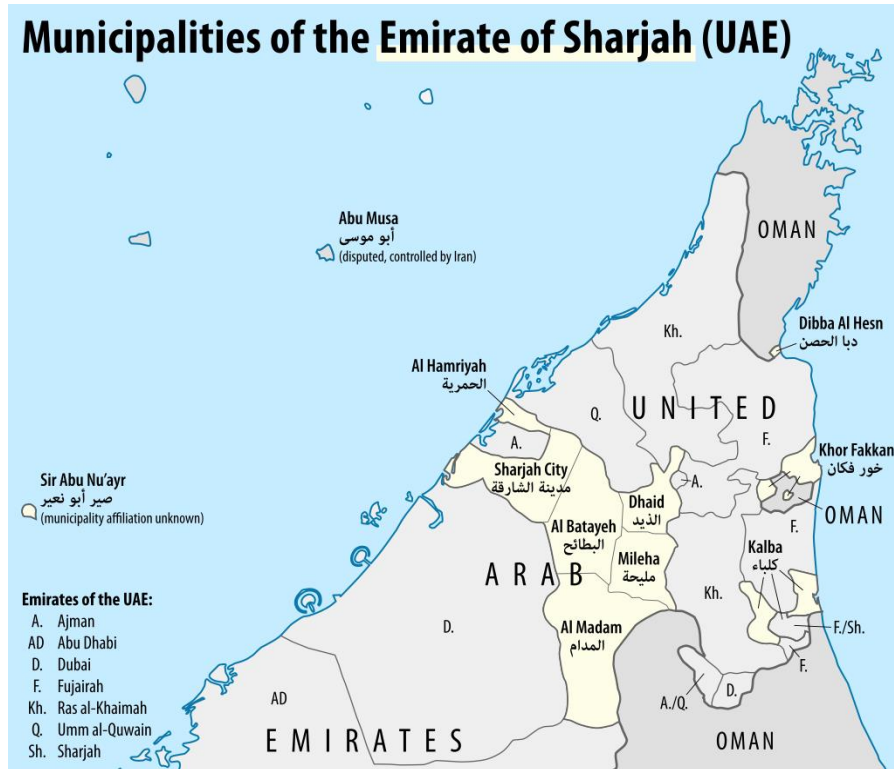 Municipalities of the Emirate of Sharjah (UAE)
Abu Musa
أبو موسى
(disputed, controlled by Iran)
OMAN
Dibba Al Hesn
دبا الحصن
Kh.
Al Hamriyah
الحمرية
UNITED
Q.
A.
F.
Khor Fakkan
خور فكان
Sharjah City
مدينة الشارقة
A.
Sir Abu Nu'ayr
صير أبو نعير
(municipality affiliation unknown)
Dhaid
الذيد
OMAN
Al Batayeh
البطائح
F.
Mileha
مليحة
Kalba
كلباء
ARAB
Kh.
Emirates of the UAE:
A. Ajman
AD Abu Dhabi
D. Dubai
F. Fujairah
Kh. Ras al-Khaimah
Q. Umm al-Quwain
Sh. Sharjah
D.
Al Madam
المدام
F./Sh.
F.
A./Q.
D.
AD
EMIRATES
OMAN